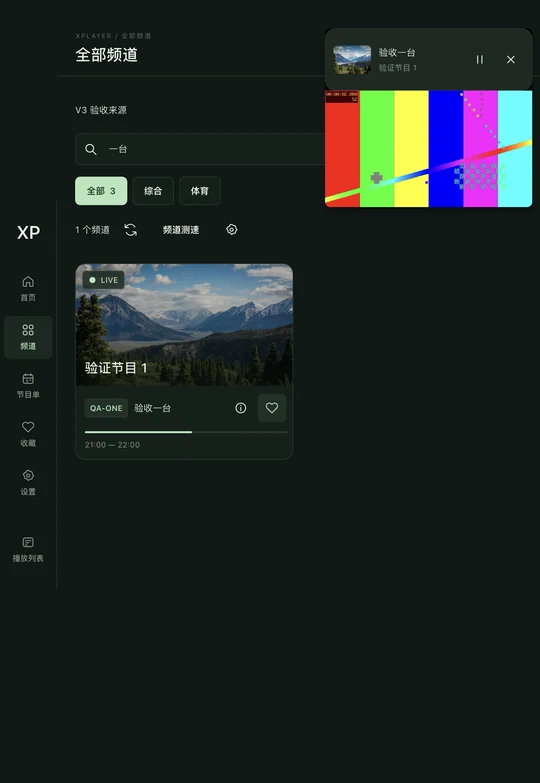 XPLAYER / 全部频道
全部频道
验收一台
验证节目 1
V3 验收来源
一台
全部 3
综合
体育
1 个频道
频道测速
XP
首页
频道
节目单
收藏
设置
播放列表
LIVE
验证节目 1
QA-ONE
验收一台
21:00 — 22:00